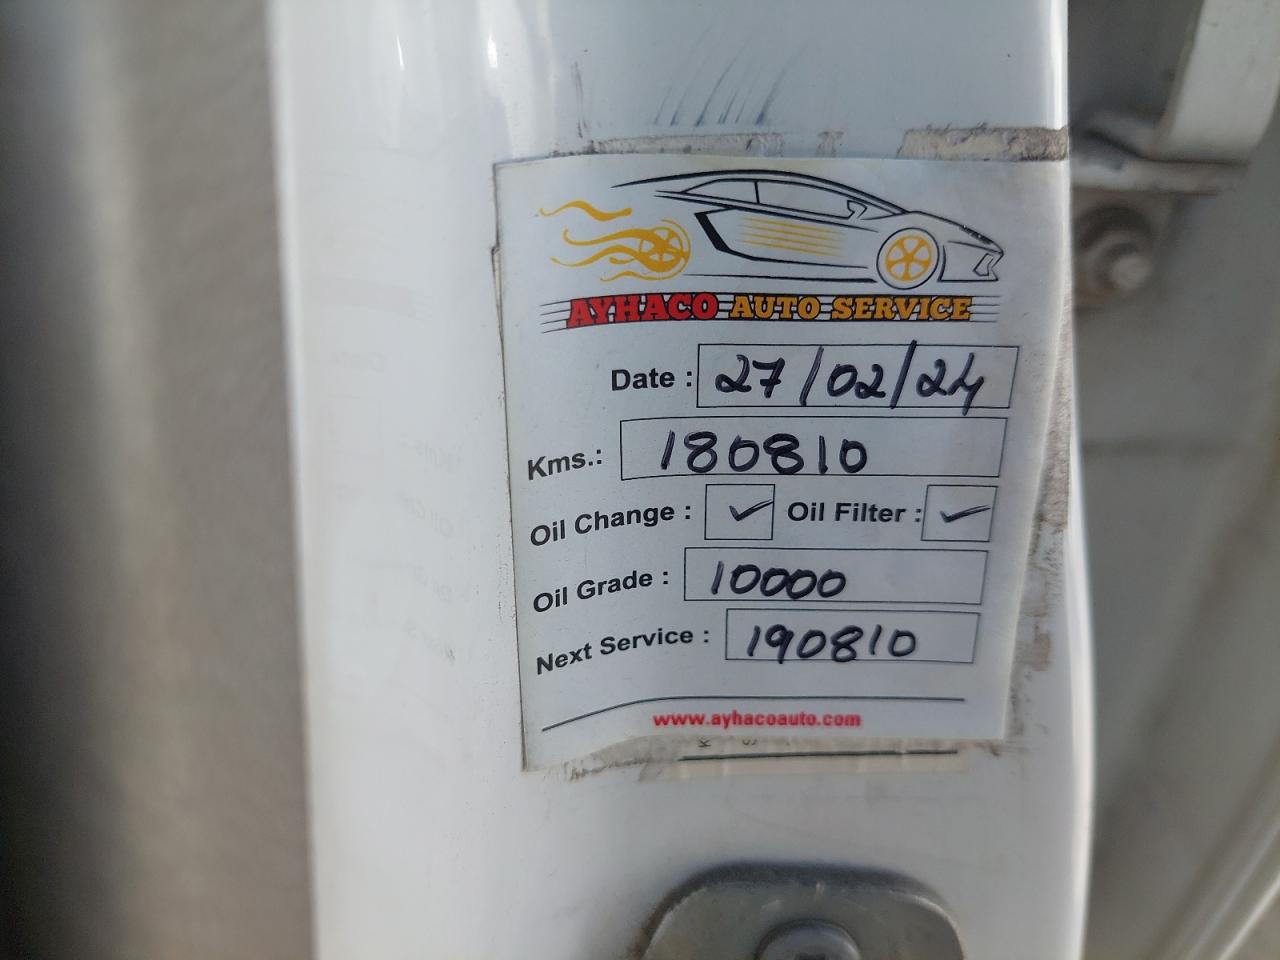 AYHACO AUTO SERVICE
Date : 27/02/24
Kms.: 180810
Oil Change : ✓ Oil Filter : ✓
Oil Grade : 10000
Next Service : 190810
www.ayhacoauto.com